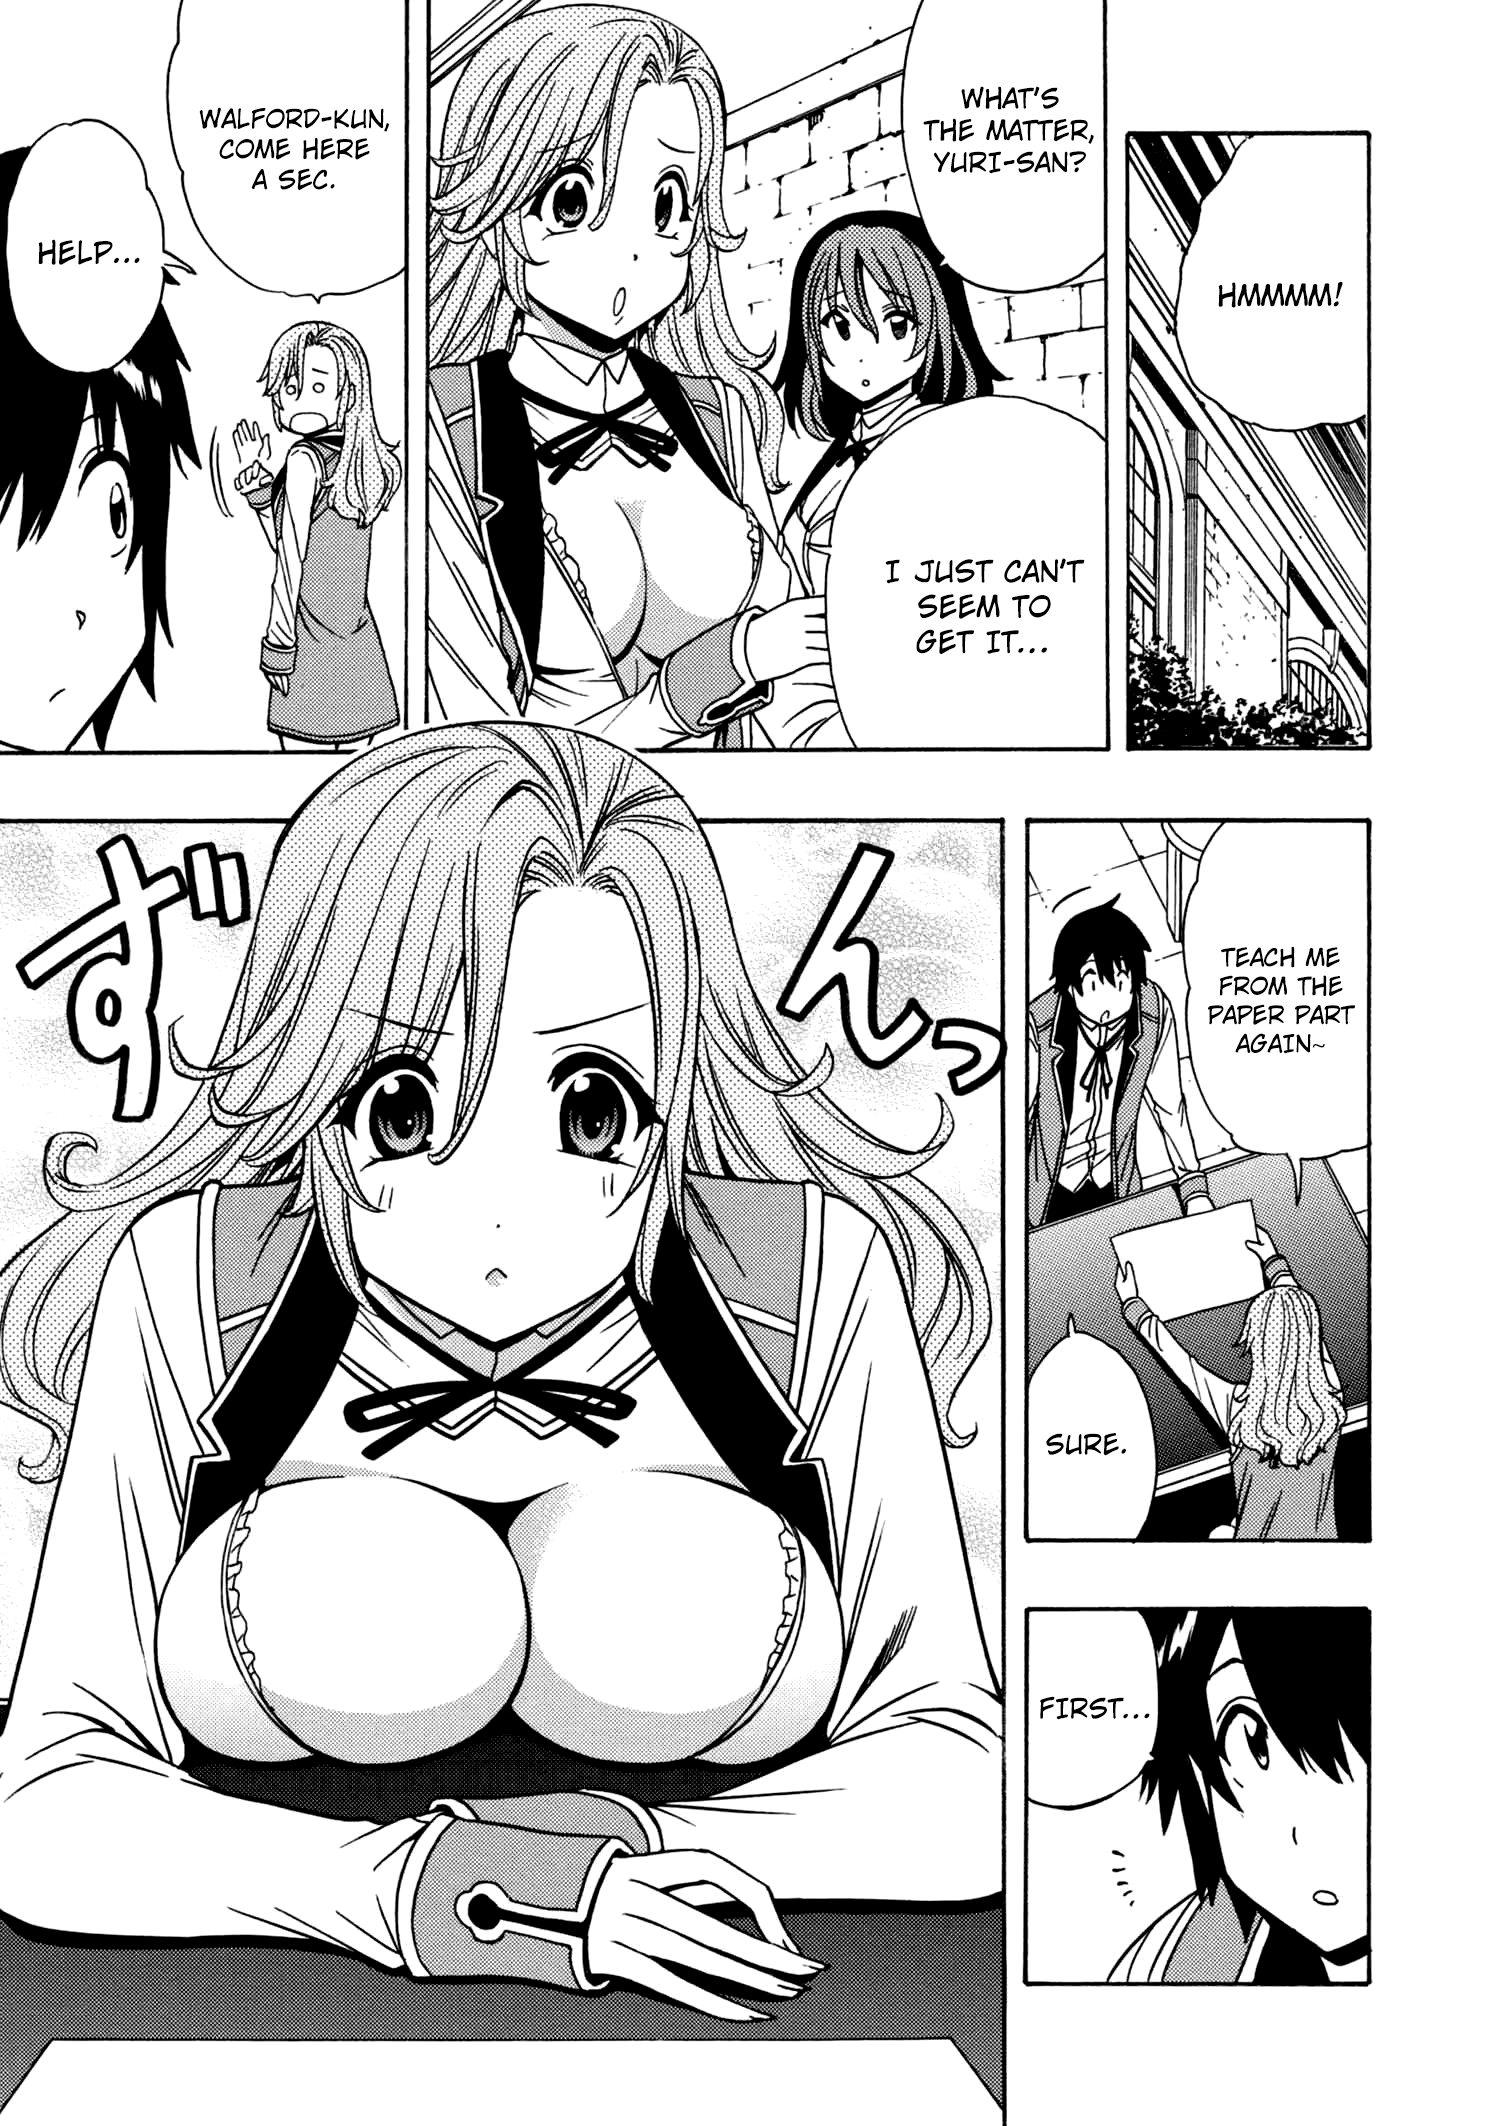 HMMMMM!
WHAT'S
THE MATTER,
YURI-SAN?
I JUST CAN'T
SEEM TO
GET IT...
WALFORD-KUN,
COME HERE
A SEC.
HELP...
TEACH ME
FROM THE
PAPER PART
AGAIN~
SURE.
FIRST...
ずんっ